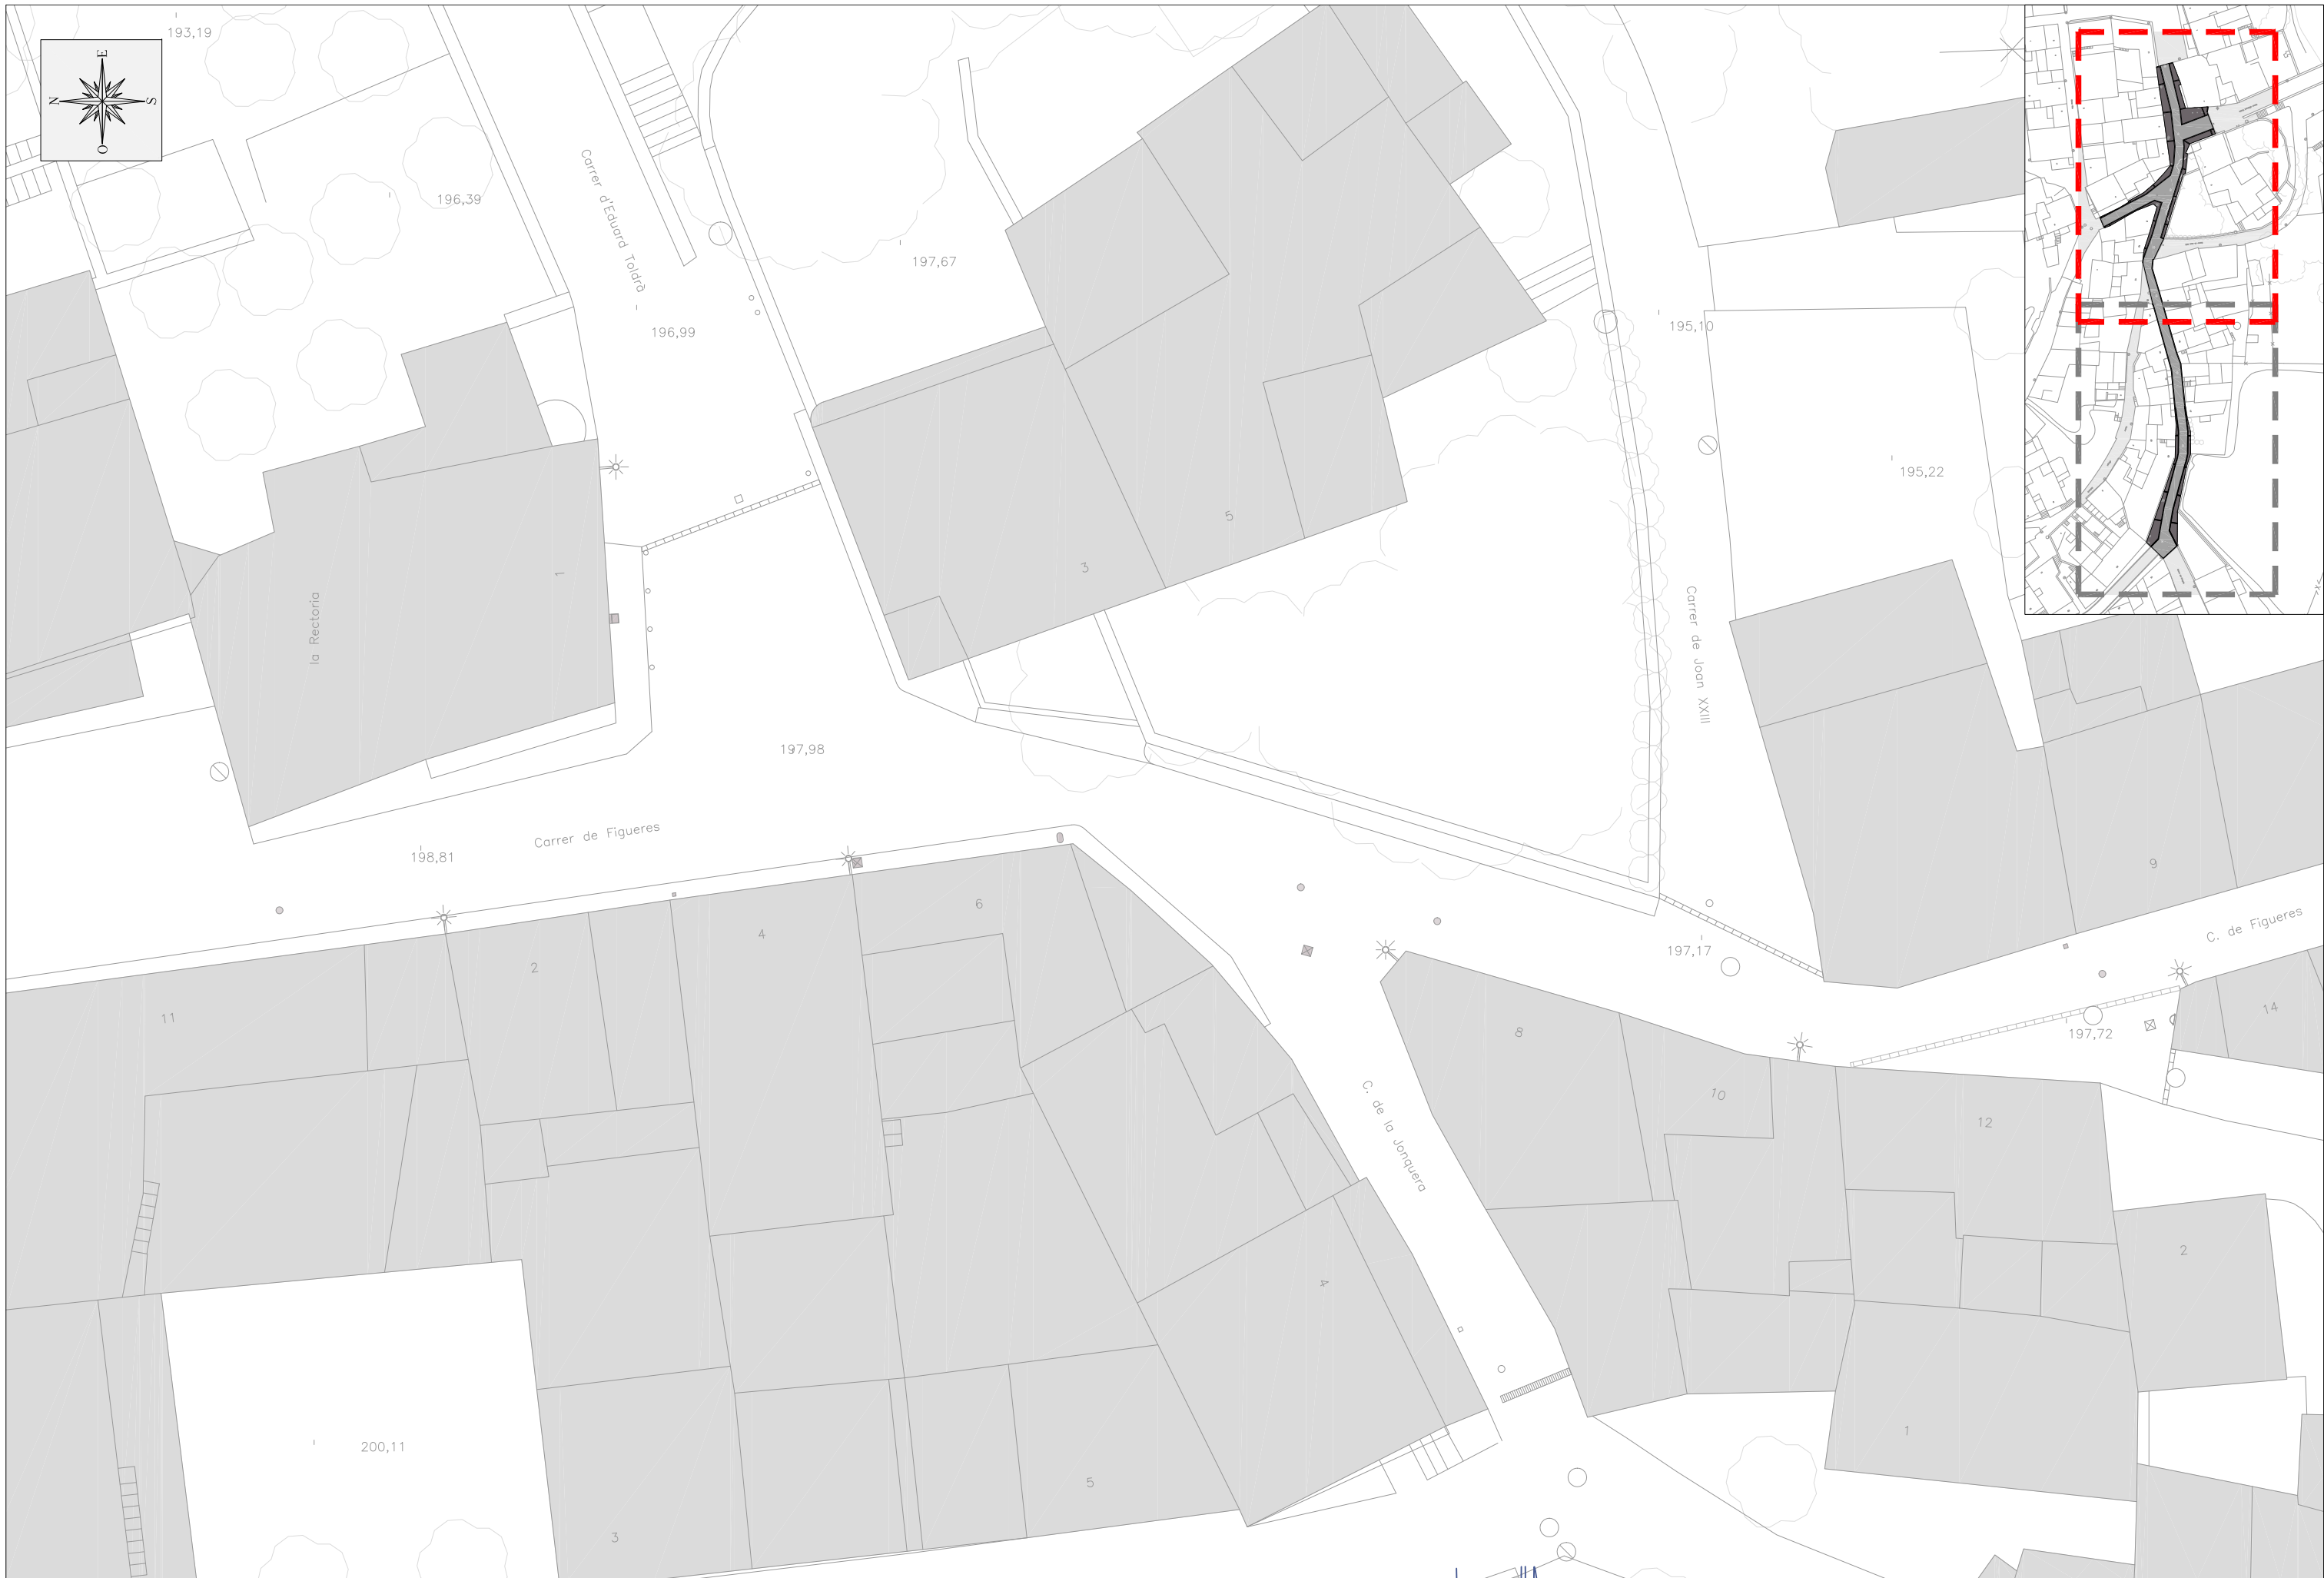 193,19
E
N
S
O
196,39
Carrer d'Eduard Toldrà
196,99
197,67
195,10
195,22
1
la Rectoria
3
5
Carrer de Joan XXIII
197,98
198,81
Carrer de Figueres
9
C. de Figueres
197,17
197,72
14
11
2
4
6
8
10
12
C. de la Jonquera
4
2
1
200,11
3
5